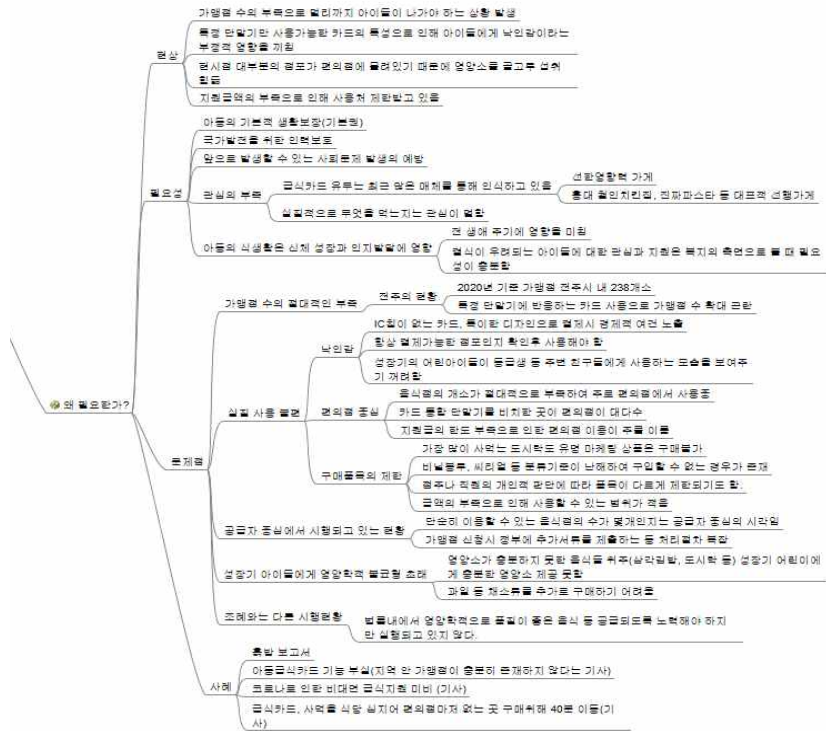 왜 필요한가?
현상
가맹점 수의 부족으로 멀리까지 아이들이 나가야 하는 상황 발생
특정 단말기만 사용가능한 카드의 특성으로 인해 아이들에게 낙인감이라는
부정적 영향을 끼침
현시점 대부분의 점포가 편의점에 몰려있기 때문에 영양소를 골고루 섭취
힘듦
지원금액의 부족으로 인해 사용처 제한받고 있음
필요성
아동의 기본적 생활보장(기본권)
국가발전을 위한 인력보호
앞으로 발생할 수 있는 사회문제 발생의 예방
관심의 부족
급식카드 유무는 최근 많은 매체를 통해 인식하고 있음
선한영향력 가게
홍대 철인치킨집, 진짜파스타 등 대표적 선행가게
실질적으로 무엇을 먹는지는 관심이 덜함
아동의 식생활은 신체 성장과 인지발달에 영향
전 생애 주기에 영향을 미침
결식이 우려되는 아이들에 대한 관심과 지원은 복지의 측면으로 볼 때 필요
성이 충분함
문제점
가맹점 수의 절대적인 부족
전주의 현황
2020년 기준 가맹점 전주시 내 238개소
특정 단말기에 반응하는 카드 사용으로 가맹점 수 확대 곤란
실질 사용 불편
낙인감
IC칩이 없는 카드, 특이한 디자인으로 결제시 경제적 여건 노출
항상 결제가능한 점포인지 확인후 사용해야 함
성장기의 어린아이들이 동급생 등 주변 친구들에게 사용하는 모습을 보여주
기 꺼려함
편의점 중심
음식점의 개소가 절대적으로 부족하여 주로 편의점에서 사용중
카드 통합 단말기를 비치한 곳이 편의점이 대다수
지원금의 한도 부족으로 인한 편의점 이용이 주를 이룸
구매품목의 제한
가장 많이 사먹는 도시락도 유명 마케팅 상품은 구매불가
비닐봉투, 씨리얼 등 분류기준이 난해하여 구입할 수 없는 경우가 존재
점주나 직원의 개인적 판단에 따라 품목이 다르게 제한되기도 함.
금액의 부족으로 인해 사용할 수 있는 범위가 적음
공급자 중심에서 시행되고 있는 현황
단순히 이용할 수 있는 음식점의 수가 몇개인지는 공급자 중심의 시각임
가맹점 신청시 정부에 추가서류를 제출하는 등 처리절차 복잡
성장기 아이들에게 영양학적 불균형 초래
영양소가 충분하지 못한 음식들 위주(삼각김밥, 도시락 등) 성장기 어린이에
게 충분한 영양소 제공 못함
과일 등 채소류를 추가로 구매하기 어려움
조례와는 다른 시행현황
법률내에서 영양학적으로 품질이 좋은 음식 등 공급되도록 노력해야 하지
만 실행되고 있지 않다.
사례
흙밥 보고서
아동급식카드 기능 부실(지역 안 가맹점이 충분히 존재하지 않다는 기사)
코로나로 인한 비대면 급식지원 미비 (기사)
급식카드, 사먹을 식당 심지어 편의점마저 없는 곳 구매위해 40분 이동(기
사)